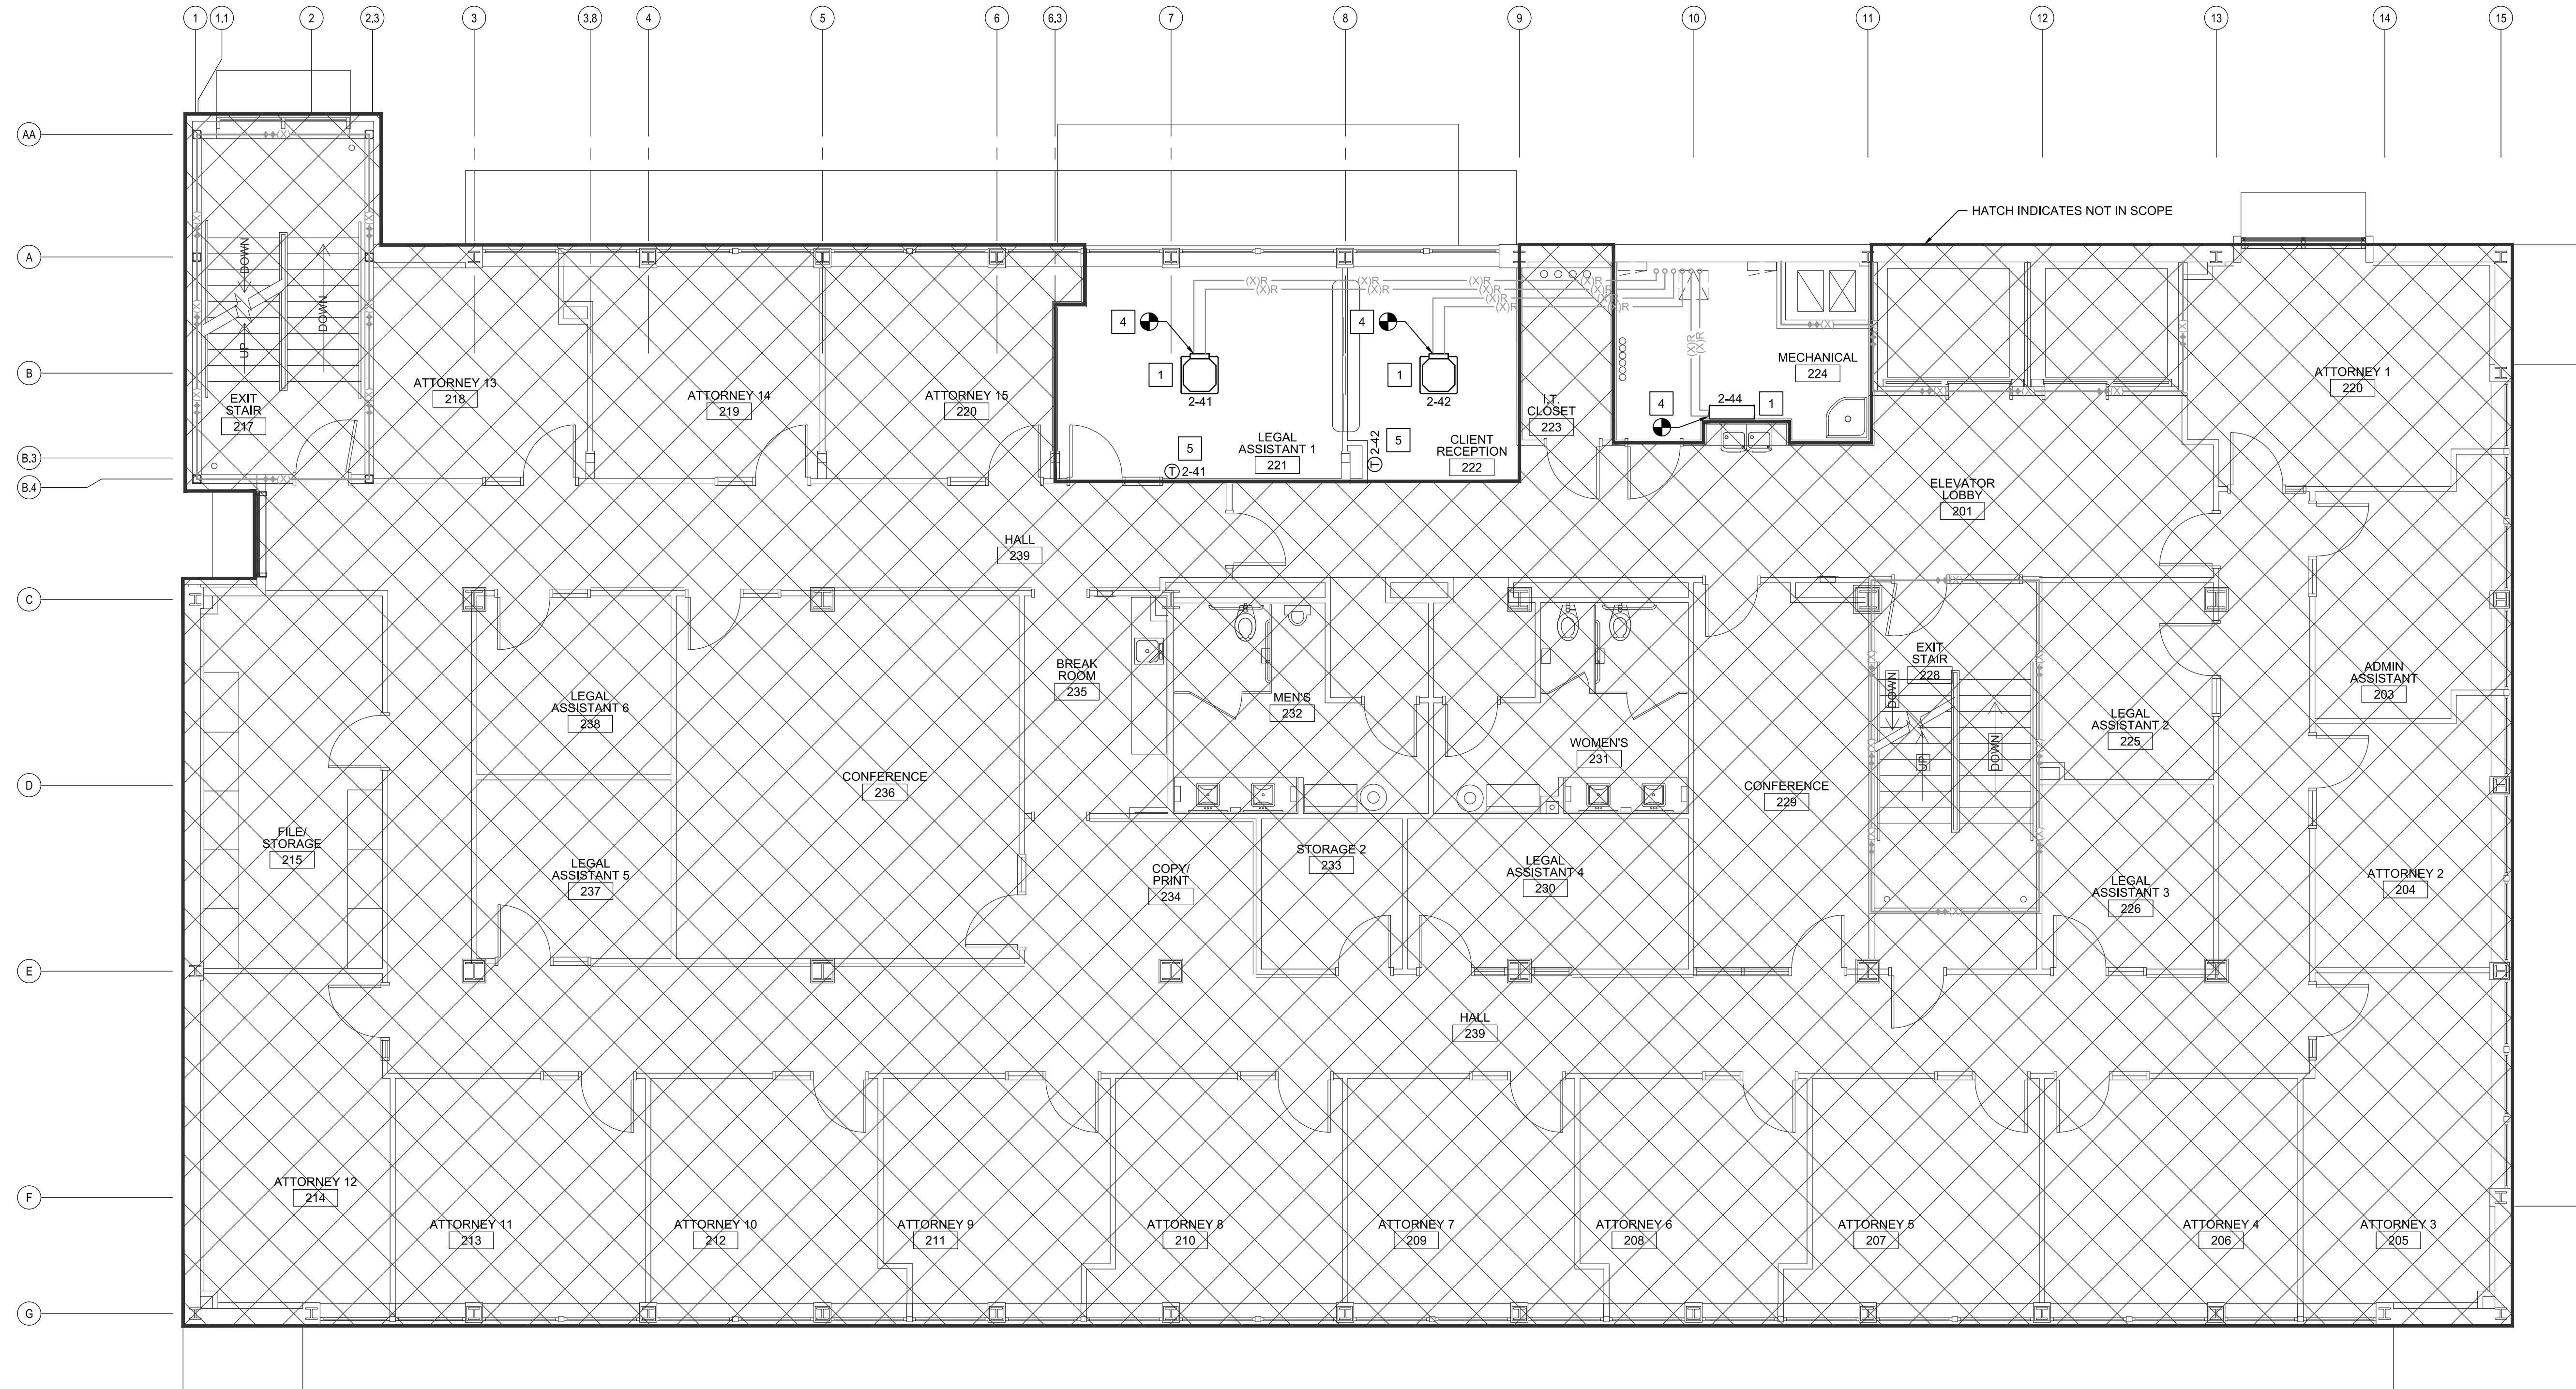 1
1.1
2
2.3
3
3.8
4
5
6
6.3
7
8
9
10
11
12
13
14
15
AA
HATCH INDICATES NOT IN SCOPE
A
DOWN
DOWN
UP
(X)
(X)
(X)
(X)
(X)
(X)R
(X)R
(X)R
(X)R
(X)R
(X)R
(X)R
(X)R
(X)R
(X)R
(X)R
(X)R
(X)R
(X)R
4
4
B
1
1
2-41
2-42
MECHANICAL
224
ATTORNEY 1
220
ATTORNEY 13
218
ATTORNEY 14
219
ATTORNEY 15
220
EXIT
STAIR
217
I.T.
CLOSET
223
4
2-44
1
(X)
(X)
(X)
(X)
B.3
5
T 2-41
LEGAL
ASSISTANT 1
221
T 2-42
5
CLIENT
RECEPTION
222
B.4
(X)
ELEVATOR
LOBBY
201
HALL
239
C
(X)
BREAK
ROOM
235
EXIT
STAIR
228
DOWN
UP
DOWN
ADMIN
ASSISTANT
203
LEGAL
ASSISTANT 6
238
MEN'S
232
WOMEN'S
231
LEGAL
ASSISTANT 2
225
D
CONFERENCE
236
CONFERENCE
229
FILE/
STORAGE
215
LEGAL
ASSISTANT 5
237
COPY/
PRINT
234
STORAGE 2
233
LEGAL
ASSISTANT 4
230
LEGAL
ASSISTANT 3
226
ATTORNEY 2
204
(X)
E
HALL
239
F
ATTORNEY 12
214
ATTORNEY 11
213
ATTORNEY 10
212
ATTORNEY 9
211
ATTORNEY 8
210
ATTORNEY 7
209
ATTORNEY 6
208
ATTORNEY 5
207
ATTORNEY 4
206
ATTORNEY 3
205
G